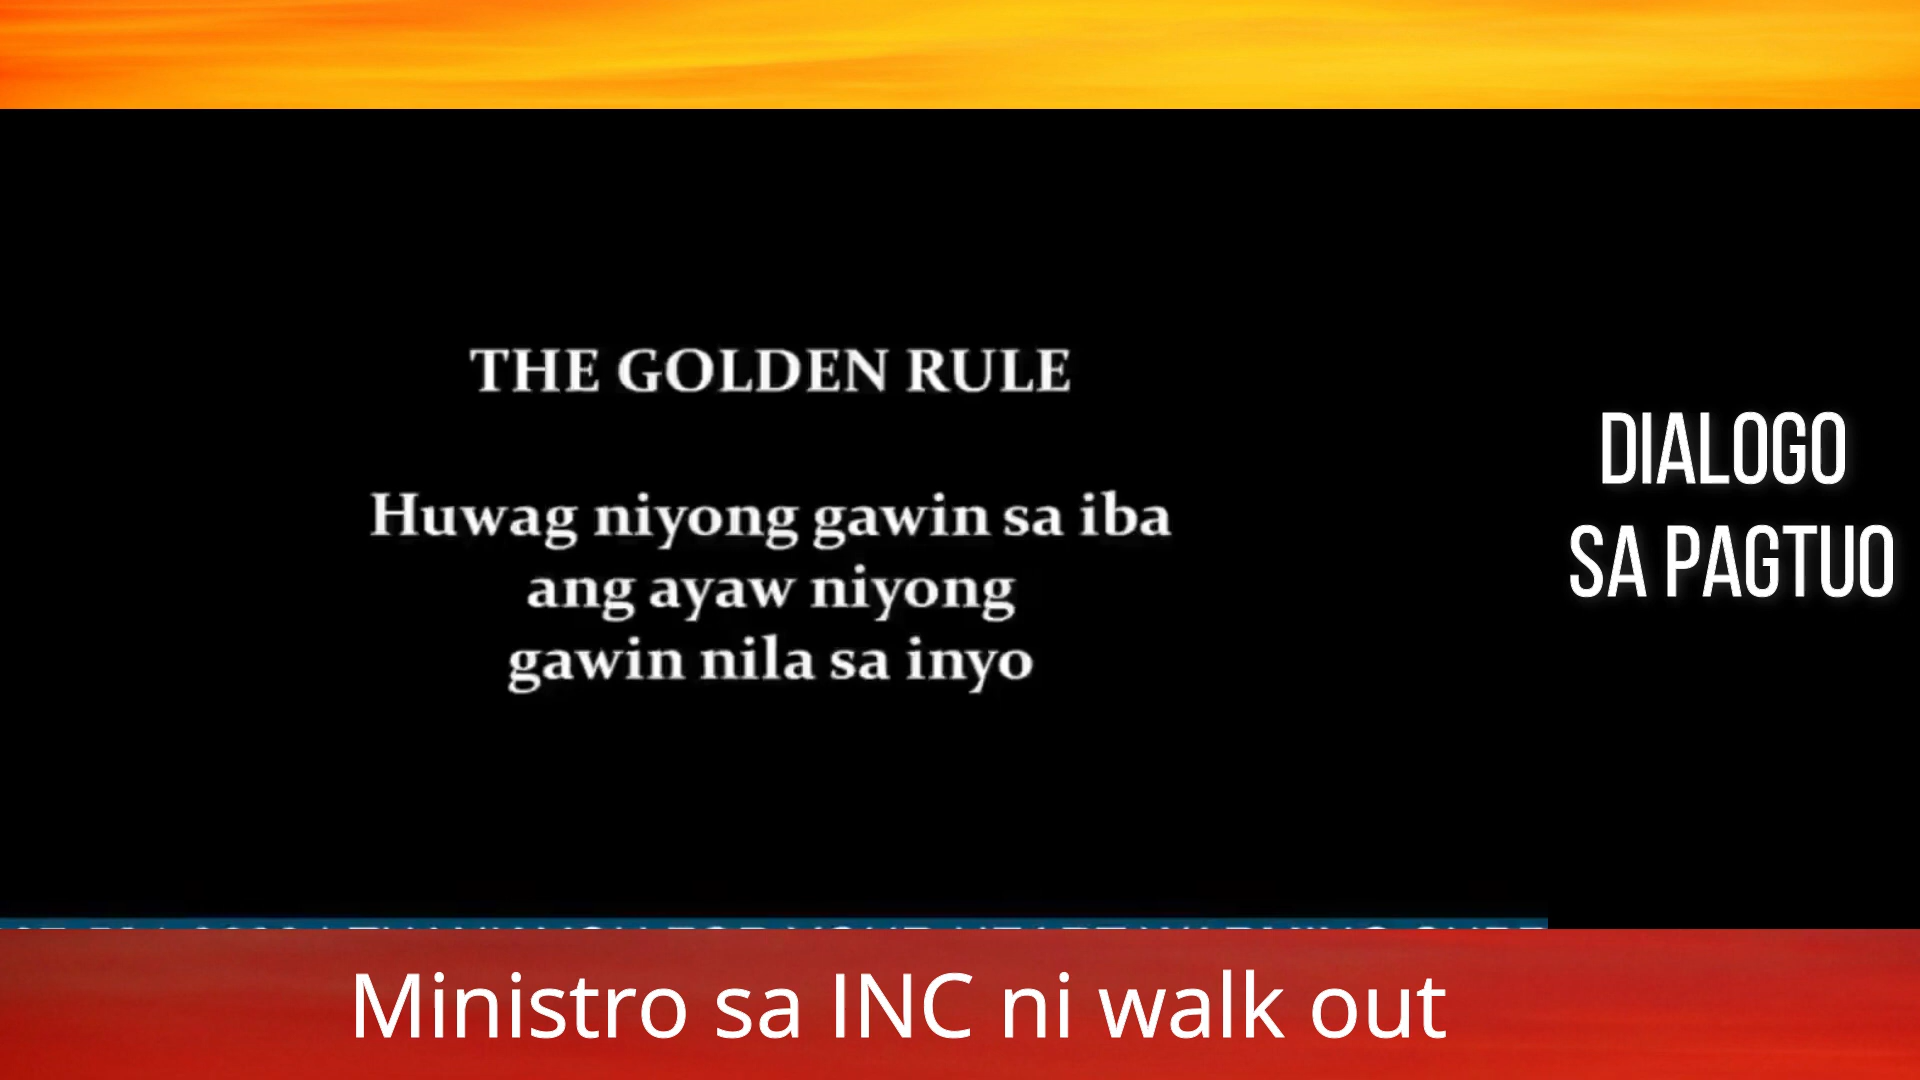 THE GOLDEN RULE
Huwag niyong gawin sa iba
ang ayaw niyong
gawin nila sa inyo
DIALOGO
SA PAGTUO
Ministro sa INC ni walk out